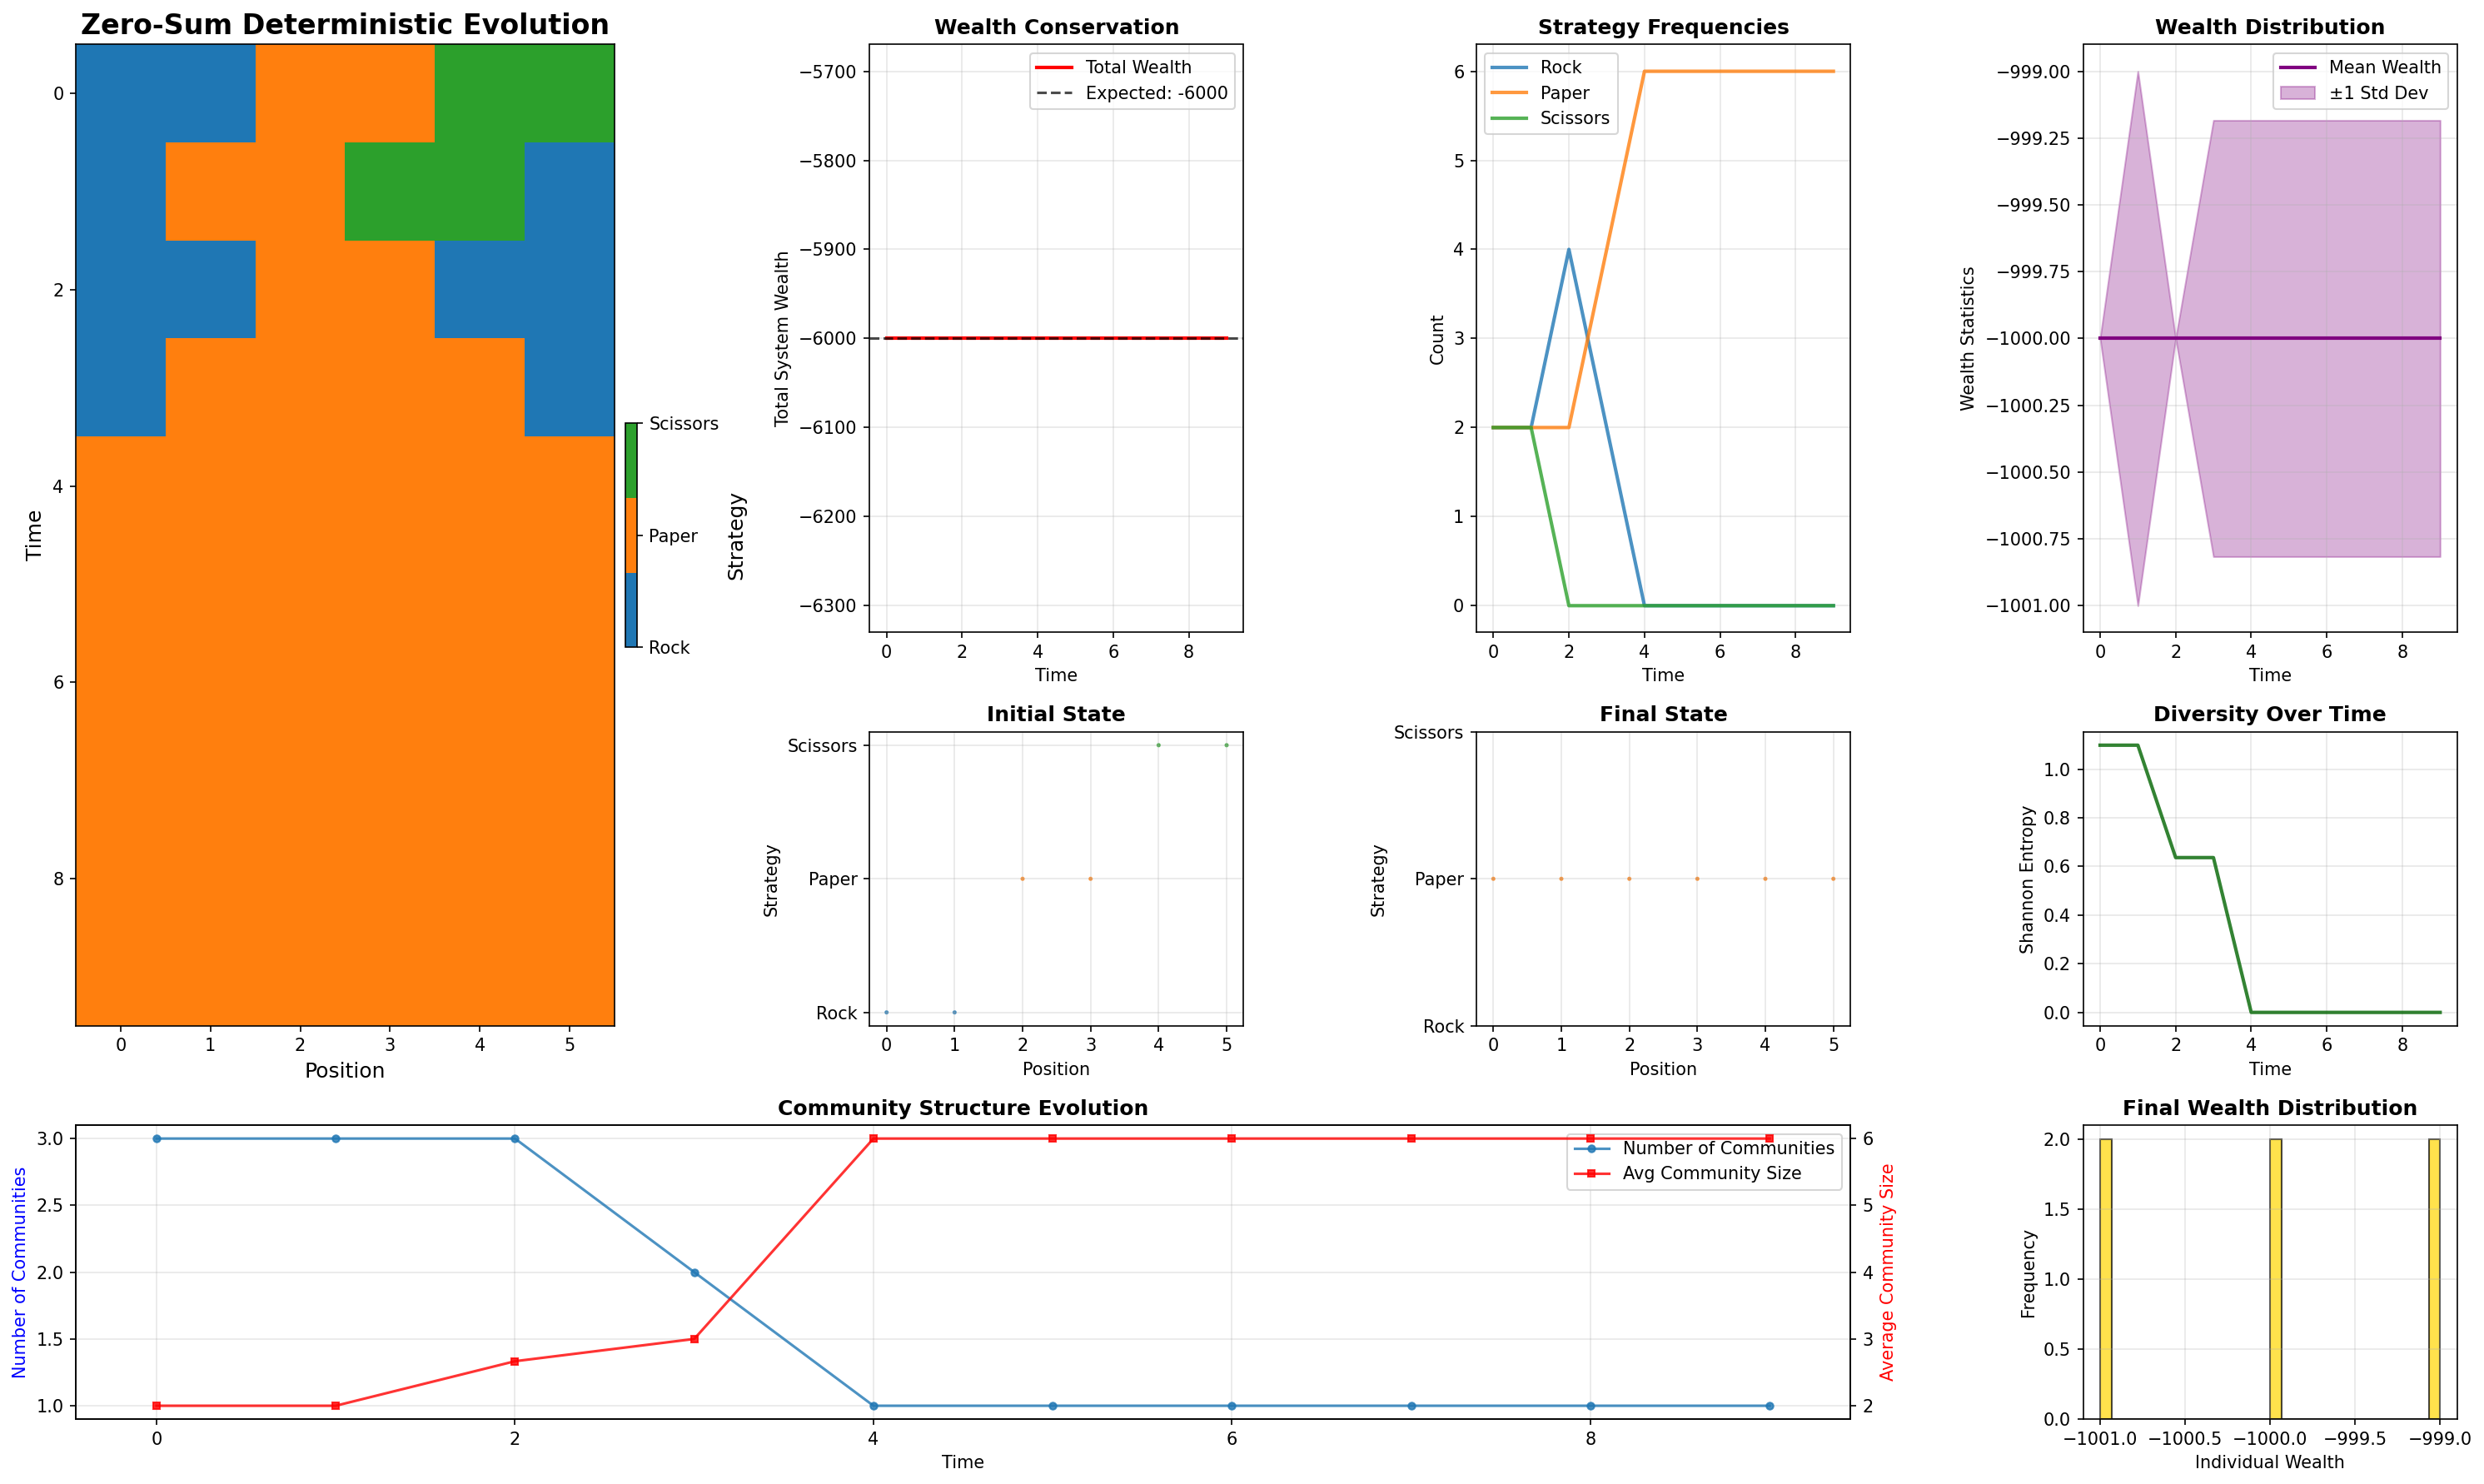 Zero-Sum Deterministic Evolution
0
2
4
6
8
Time
0 1 2 3 4 5
Position
Scissors
Paper
Rock
Strategy
Wealth Conservation
Total Wealth
Expected: -6000
−5700
−5800
−5900
−6000
−6100
−6200
−6300
Total System Wealth
0 2 4 6 8
Time
Strategy Frequencies
Rock
Paper
Scissors
6
5
4
3
2
1
0
Count
0 2 4 6 8
Time
Wealth Distribution
Mean Wealth
±1 Std Dev
−999.00
−999.25
−999.50
−999.75
−1000.00
−1000.25
−1000.50
−1000.75
−1001.00
Wealth Statistics
0 2 4 6 8
Time
Initial State
Scissors
Paper
Rock
Strategy
0 1 2 3 4 5
Position
Final State
Scissors
Paper
Rock
Strategy
0 1 2 3 4 5
Position
Diversity Over Time
1.0
0.8
0.6
0.4
0.2
0.0
Shannon Entropy
0 2 4 6 8
Time
Community Structure Evolution
Number of Communities
Avg Community Size
3.0
2.5
2.0
1.5
1.0
Number of Communities
6
5
4
3
2
Average Community Size
0 2 4 6 8
Time
Final Wealth Distribution
2.0
1.5
1.0
0.5
0.0
Frequency
−1001.0 −1000.5 −1000.0 −999.5 −999.0
Individual Wealth